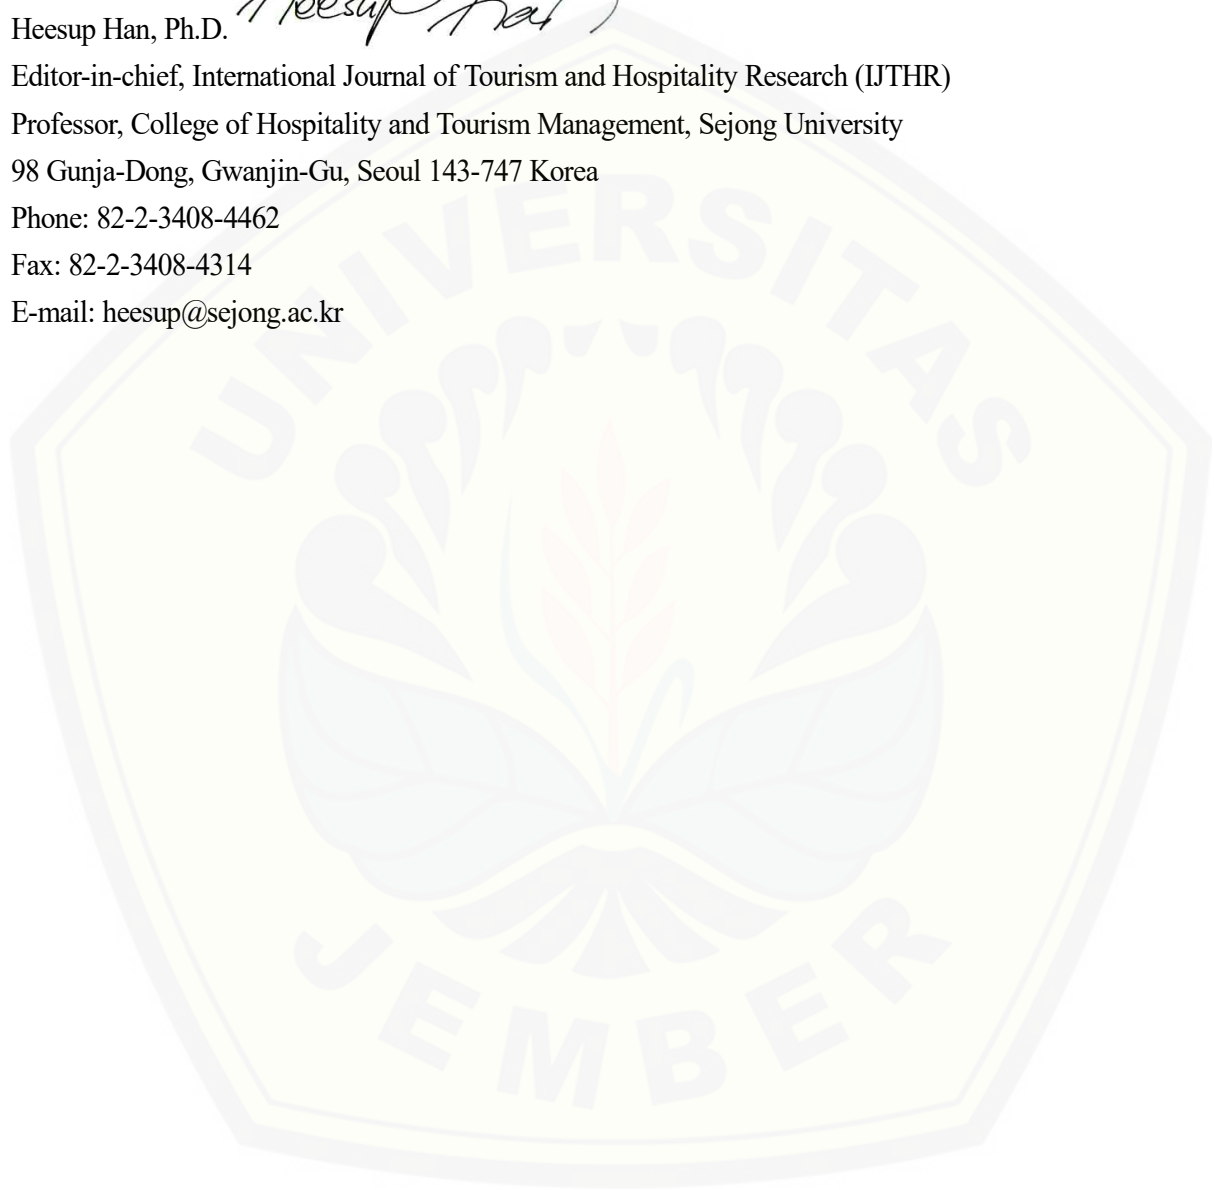 Heesup Han, Ph.D. Heesup Han
Editor-in-chief, International Journal of Tourism and Hospitality Research (IJTHR)
Professor, College of Hospitality and Tourism Management, Sejong University
98 Gunja-Dong, Gwanjin-Gu, Seoul 143-747 Korea
Phone: 82-2-3408-4462
Fax: 82-2-3408-4314
E-mail: heesup@sejong.ac.kr
UNIVERSITAS
JEMBER